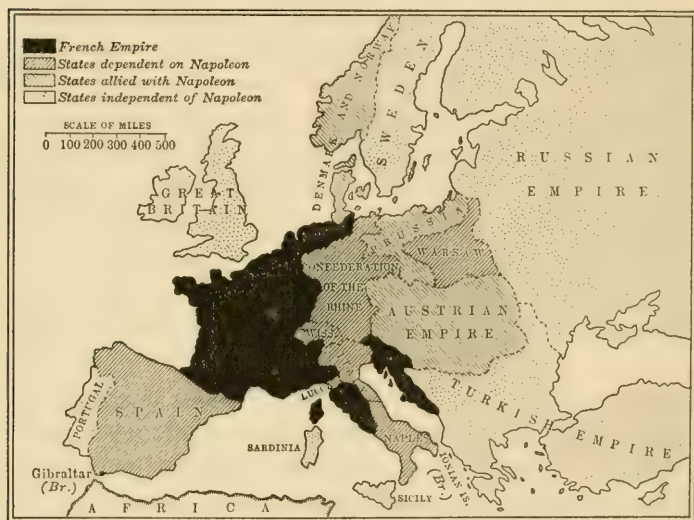 French Empire
States dependent on Napoleon
States allied with Napoleon
States independent of Napoleon
SCALE OF MILES
0 100 200 300 400 500
DENMARK AND NORWAY
SWEDEN
RUSSIAN
EMPIRE
GREAT
BRITAIN
PRUSSIA
WARSAW
CONFEDERATION
OF THE
RHINE
AUSTRIAN
EMPIRE
SWISS
LUCCA
PORTUGAL
SPAIN
SARDINIA
NAPLES
TURKISH EMPIRE
IONIAN IS.
(Br.)
Gibraltar
(Br.)
SICILY
AFRICA